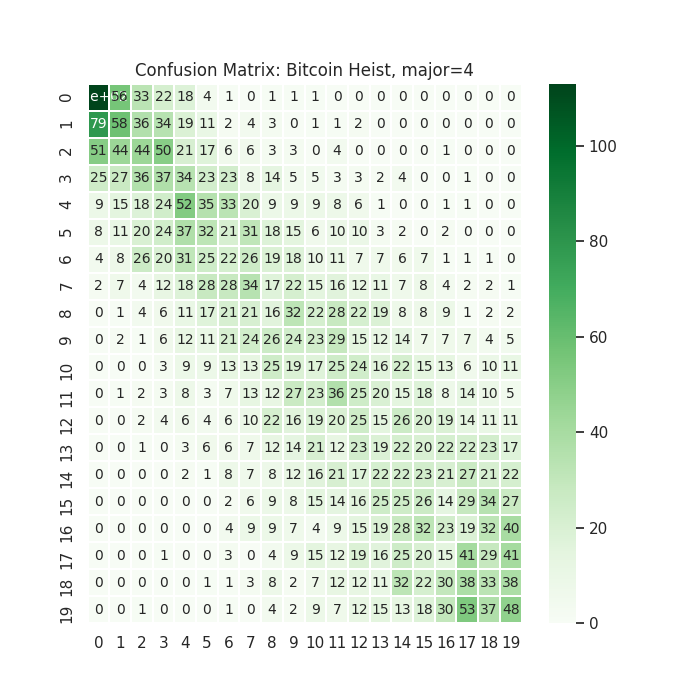 Confusion Matrix: Bitcoin Heist, major=4
0 e+ 56 33 22 18 4 1 0 1 1 1 0 0 0 0 0 0 0 0 0
1 79 58 36 34 19 11 2 4 3 0 1 1 2 0 0 0 0 0 0 0
2 51 44 44 50 21 17 6 6 3 3 0 4 0 0 0 0 1 0 0 0
3 25 27 36 37 34 23 23 8 14 5 5 3 3 2 4 0 0 1 0 0
4 9 15 18 24 52 35 33 20 9 9 9 8 6 1 0 0 1 1 0 0
5 8 11 20 24 37 32 21 31 18 15 6 10 10 3 2 0 2 0 0 0
6 4 8 26 20 31 25 22 26 19 18 10 11 7 7 6 7 1 1 1 0
7 2 7 4 12 18 28 28 34 17 22 15 16 12 11 7 8 4 2 2 1
8 0 1 4 6 11 17 21 21 16 32 22 28 22 19 8 8 9 1 2 2
9 0 2 1 6 12 11 21 24 26 24 23 29 15 12 14 7 7 7 4 5
10 0 0 0 3 9 9 13 13 25 19 17 25 24 16 22 15 13 6 10 11
11 0 1 2 3 8 3 7 13 12 27 23 36 25 20 15 18 8 14 10 5
12 0 0 2 4 6 4 6 10 22 16 19 20 25 15 26 20 19 14 11 11
13 0 0 1 0 3 6 6 7 12 14 21 12 23 19 22 20 22 22 23 17
14 0 0 0 0 2 1 8 7 8 12 16 21 17 22 22 23 21 27 21 22
15 0 0 0 0 0 0 2 6 9 8 15 14 16 25 25 26 14 29 34 27
16 0 0 0 0 0 0 4 9 9 7 4 9 15 19 28 32 23 19 32 40
17 0 0 0 1 0 0 3 0 4 9 15 12 19 16 25 20 15 41 29 41
18 0 0 0 0 0 1 1 3 8 2 7 12 12 11 32 22 30 38 33 38
19 0 0 1 0 0 0 1 0 4 2 9 7 12 15 13 18 30 53 37 48
0 1 2 3 4 5 6 7 8 9 10 11 12 13 14 15 16 17 18 19
100
80
60
40
20
0